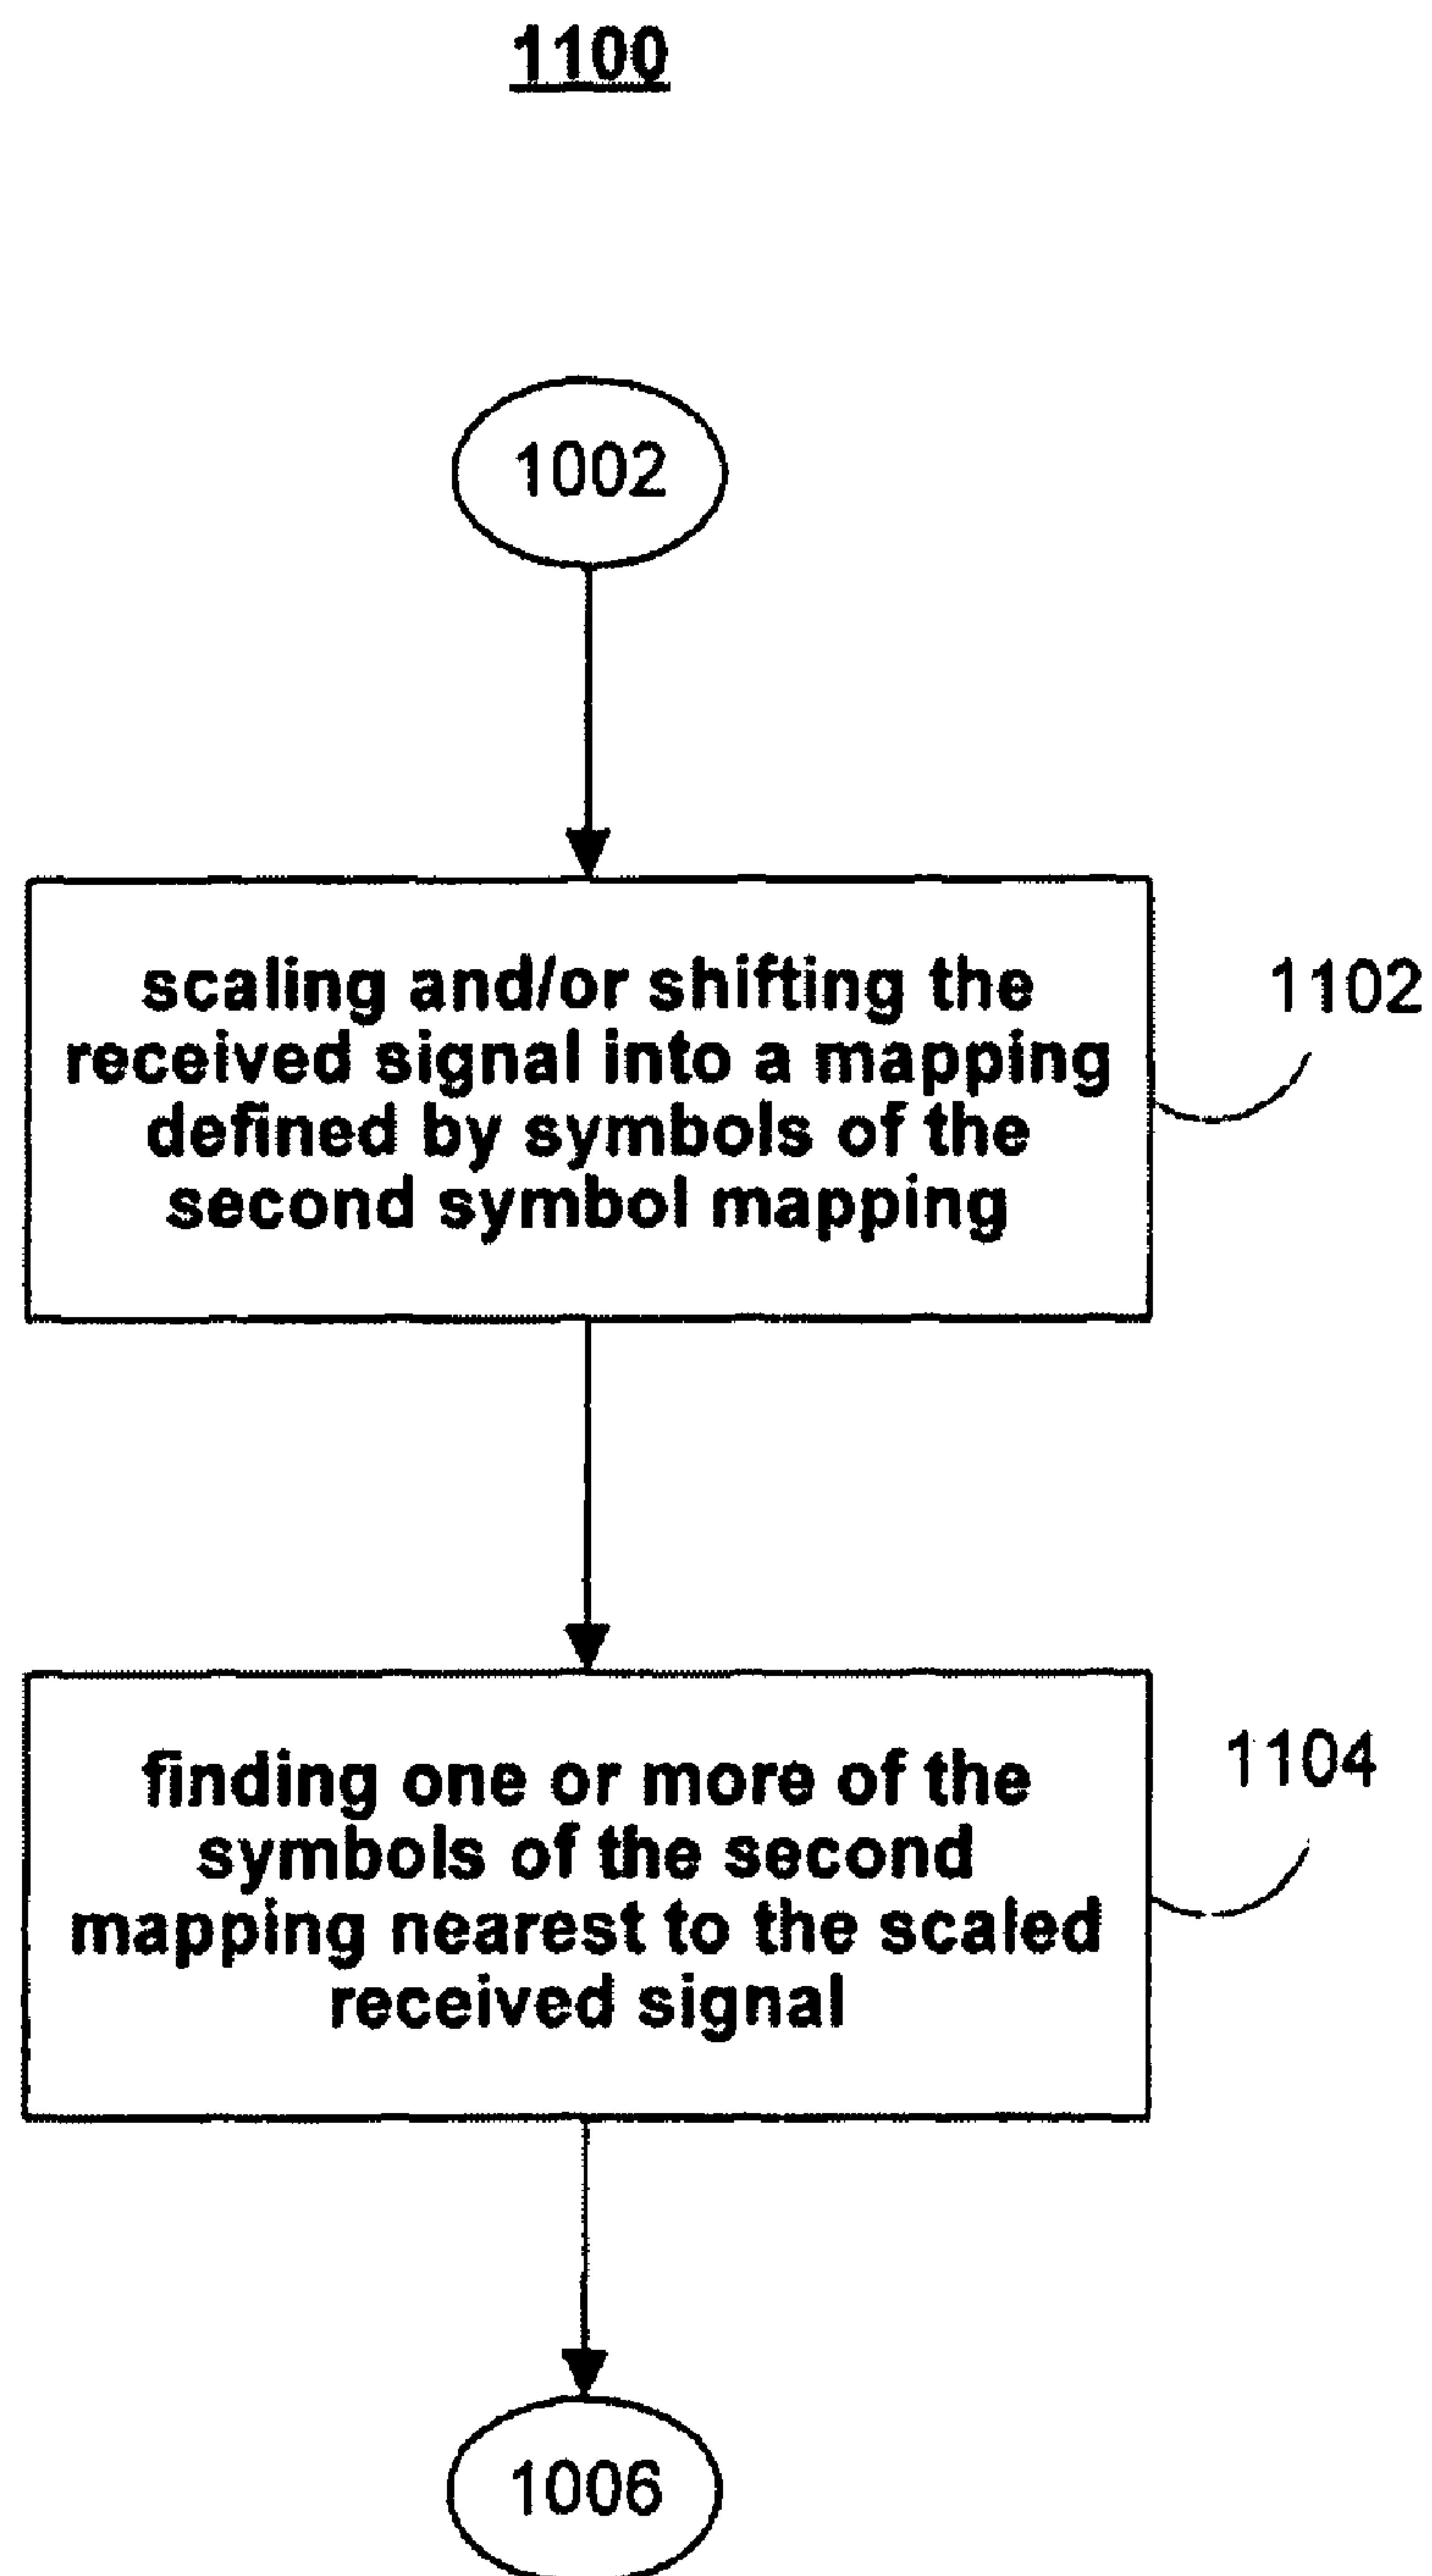 1100
1002
scaling and/or shifting the
received signal into a mapping
defined by symbols of the
second symbol mapping
1102
finding one or more of the
symbols of the second
mapping nearest to the scaled
received signal
1104
1006